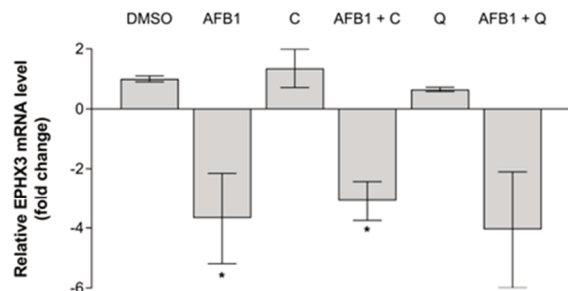 DMSO AFB1 C AFB1 + C Q AFB1 + Q
Relative EPHX3 mRNA level
(fold change)
2
0
-2
-4
-6
*
*